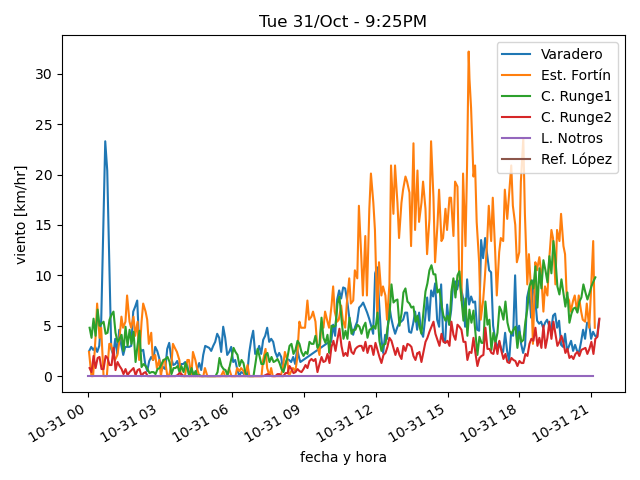 Tue 31/Oct - 9:25PM
viento [km/hr]
30
25
20
15
10
5
0
Varadero
Est. Fortín
C. Runge1
C. Runge2
L. Notros
Ref. López
10-31 00
10-31 03
10-31 06
10-31 09
10-31 12
10-31 15
10-31 18
10-31 21
fecha y hora